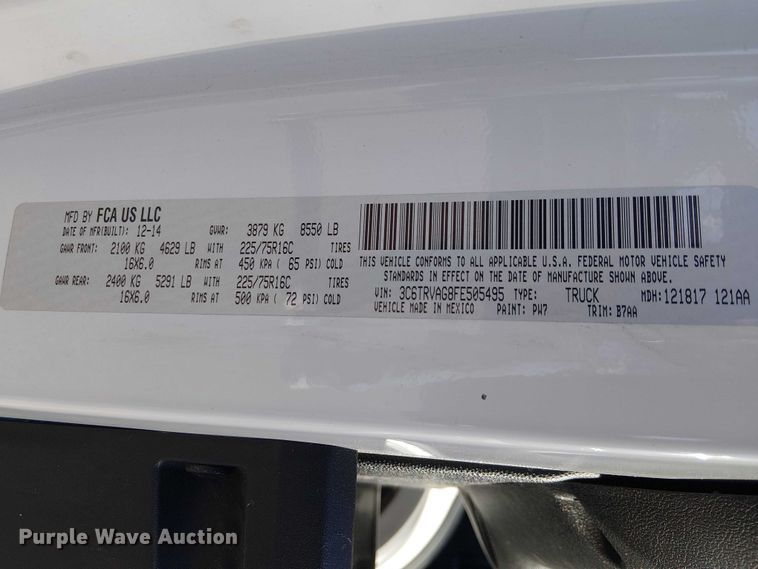 MFD BY FCA US LLC
DATE OF MFR(BUILT): 12-14 GVWR: 3879 KG 8550 LB
GAWR FRONT: 2100 KG 4629 LB WITH 225/75R16C TIRES
16X6.0 RIMS AT 450 KPA ( 65 PSI) COLD
GAWR REAR: 2400 KG 5291 LB WITH 225/75R16C TIRES
16X6.0 RIMS AT 500 KPA ( 72 PSI) COLD
THIS VEHICLE CONFORMS TO ALL APPLICABLE U.S.A. FEDERAL MOTOR VEHICLE SAFETY
STANDARDS IN EFFECT ON THE DATE OF MANUFACTURE SHOWN ABOVE.
VIN: 3C6TRVAG8FE505495 TYPE: TRUCK MDH:121817 121AA
VEHICLE MADE IN MEXICO PAINT: PW7 TRIM: B7AA
Purple Wave Auction®